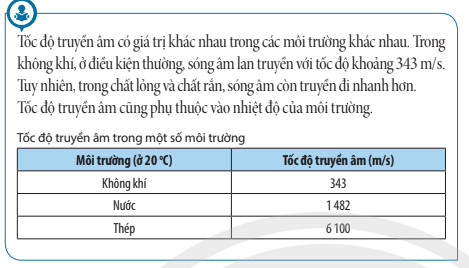 Tốc độ truyền âm có giá trị khác nhau trong các môi trường khác nhau. Trong
không khí, ở điều kiện thường, sóng âm lan truyền với tốc độ khoảng 343 m/s.
Tuy nhiên, trong chất lỏng và chất rắn, sóng âm còn truyền đi nhanh hơn.
Tốc độ truyền âm cũng phụ thuộc vào nhiệt độ của môi trường.
Tốc độ truyền âm trong một số môi trường
Môi trường (ở 20 °C) Tốc độ truyền âm (m/s)
Không khí 343
Nước 1 482
Thép 6 100